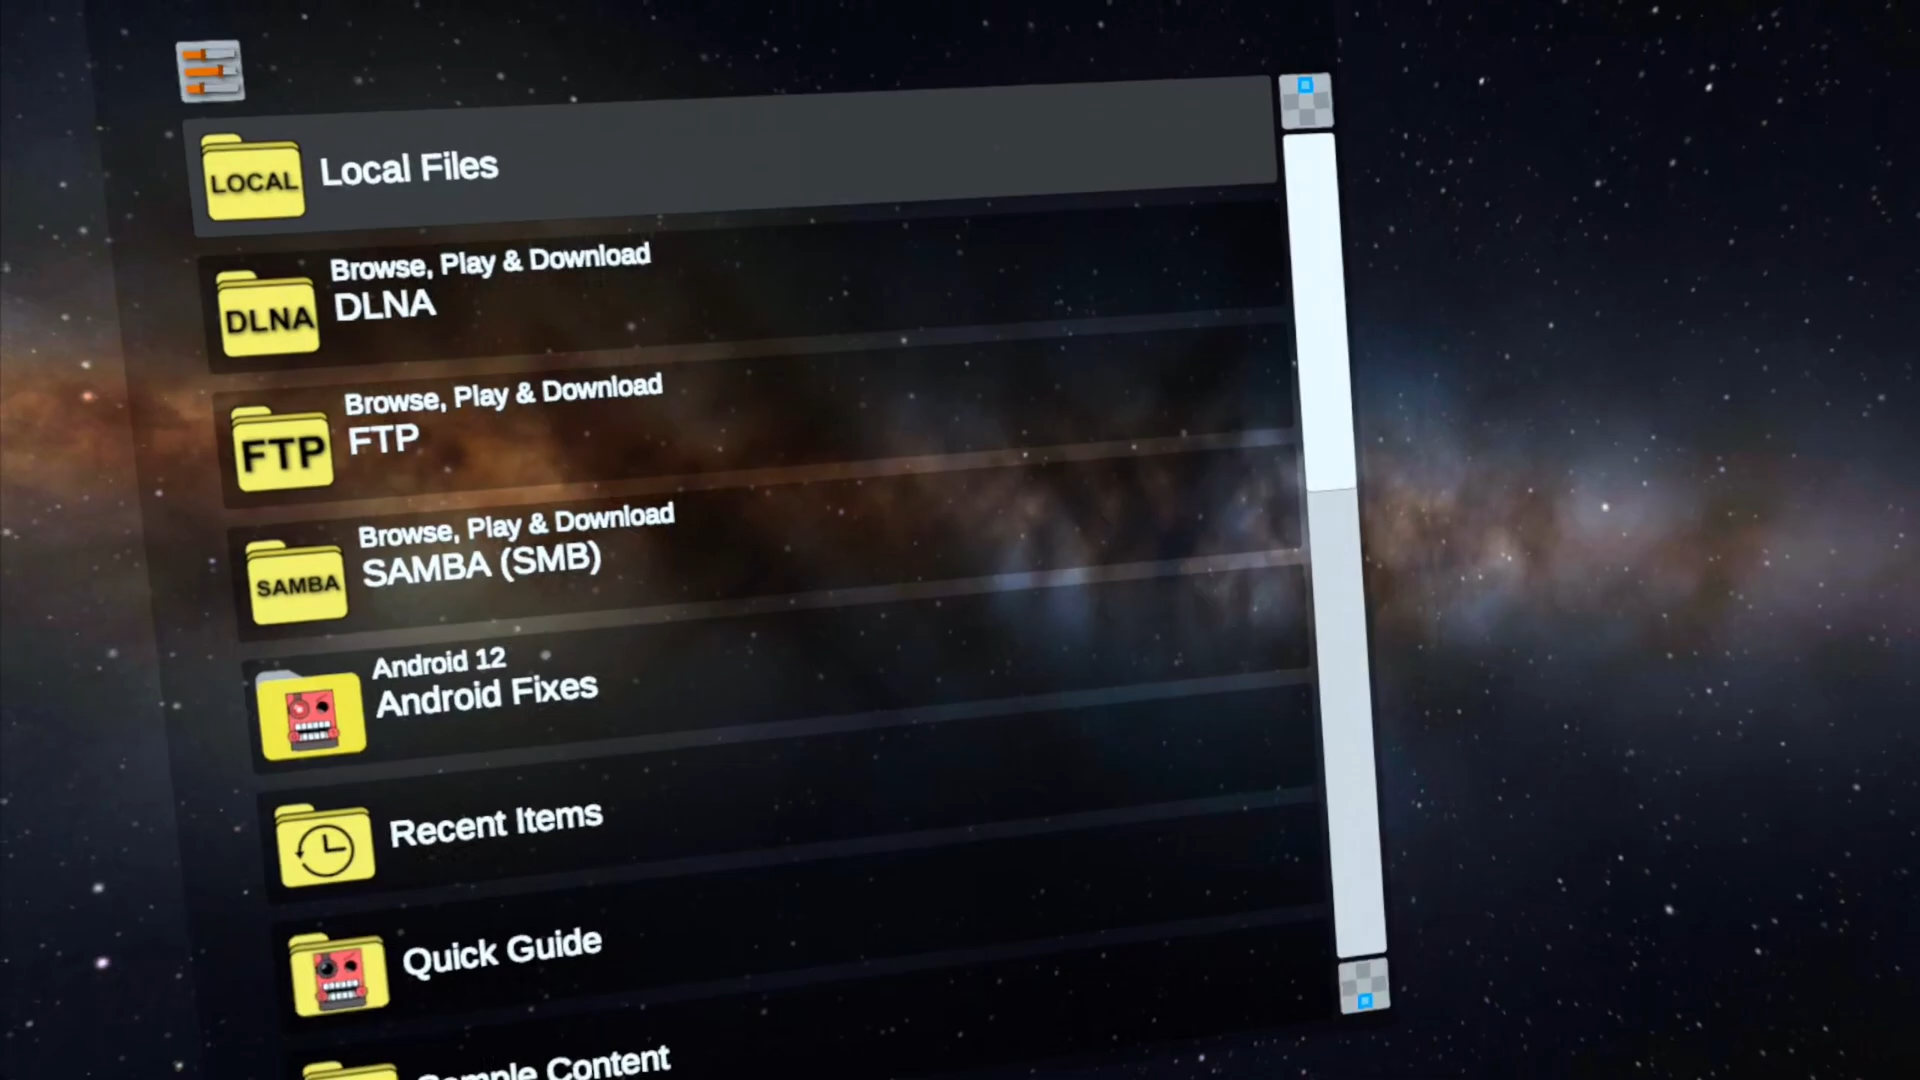 LOCAL
Local Files
Browse, Play & Download
DLNA
DLNA
Browse, Play & Download
FTP
FTP
Browse, Play & Download
SAMBA
SAMBA (SMB)
Android 12
Android Fixes
Recent Items
Quick Guide
Sample Content